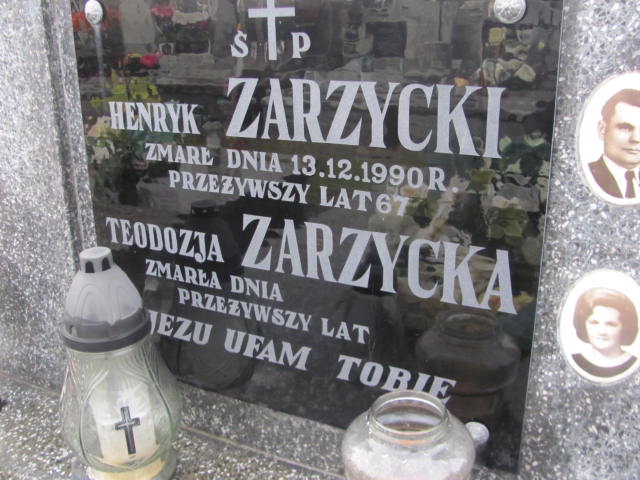 Ś P
HENRYK ZARZYCKI
ZMARŁ DNIA 13.12.1990 R.
PRZEŻYWSZY LAT 67
TEODOZJA ZARZYCKA
ZMARŁA DNIA
PRZEŻYWSZY LAT
JEZU UFAM TOBIE